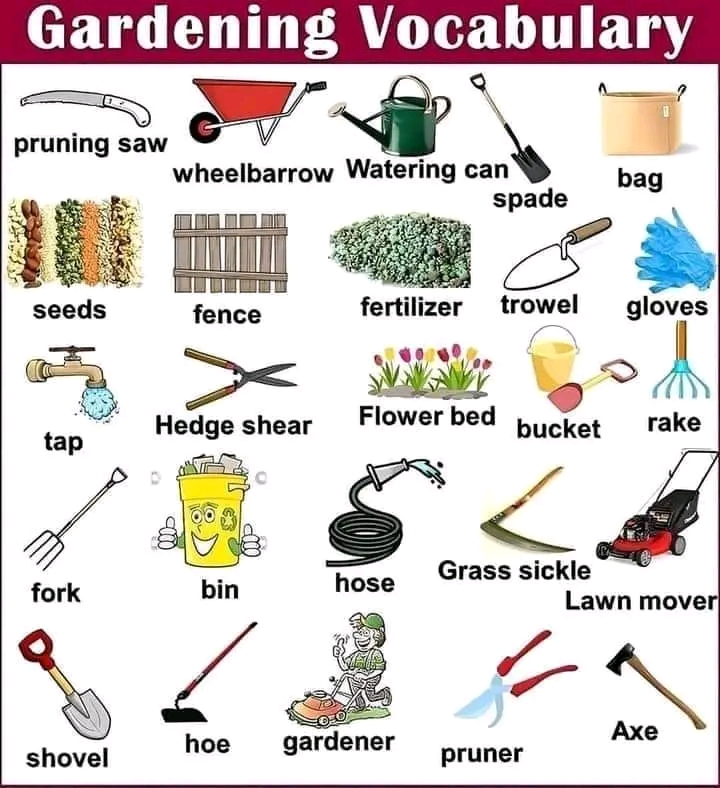 Gardening Vocabulary
pruning saw
wheelbarrow
Watering can
spade
bag
seeds
fence
fertilizer
trowel
gloves
tap
Hedge shear
Flower bed
bucket
rake
fork
bin
hose
Grass sickle
Lawn mover
shovel
hoe
gardener
pruner
Axe